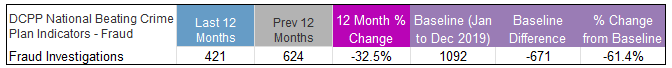 DCPP National Beating Crime
Plan Indicators - Fraud
Last 12
Months
Prev 12
Months
12 Month %
Change
Baseline (Jan
to Dec 2019)
Baseline
Difference
% Change
from Baseline
Fraud Investigations
421
624
-32.5%
1092
-671
-61.4%